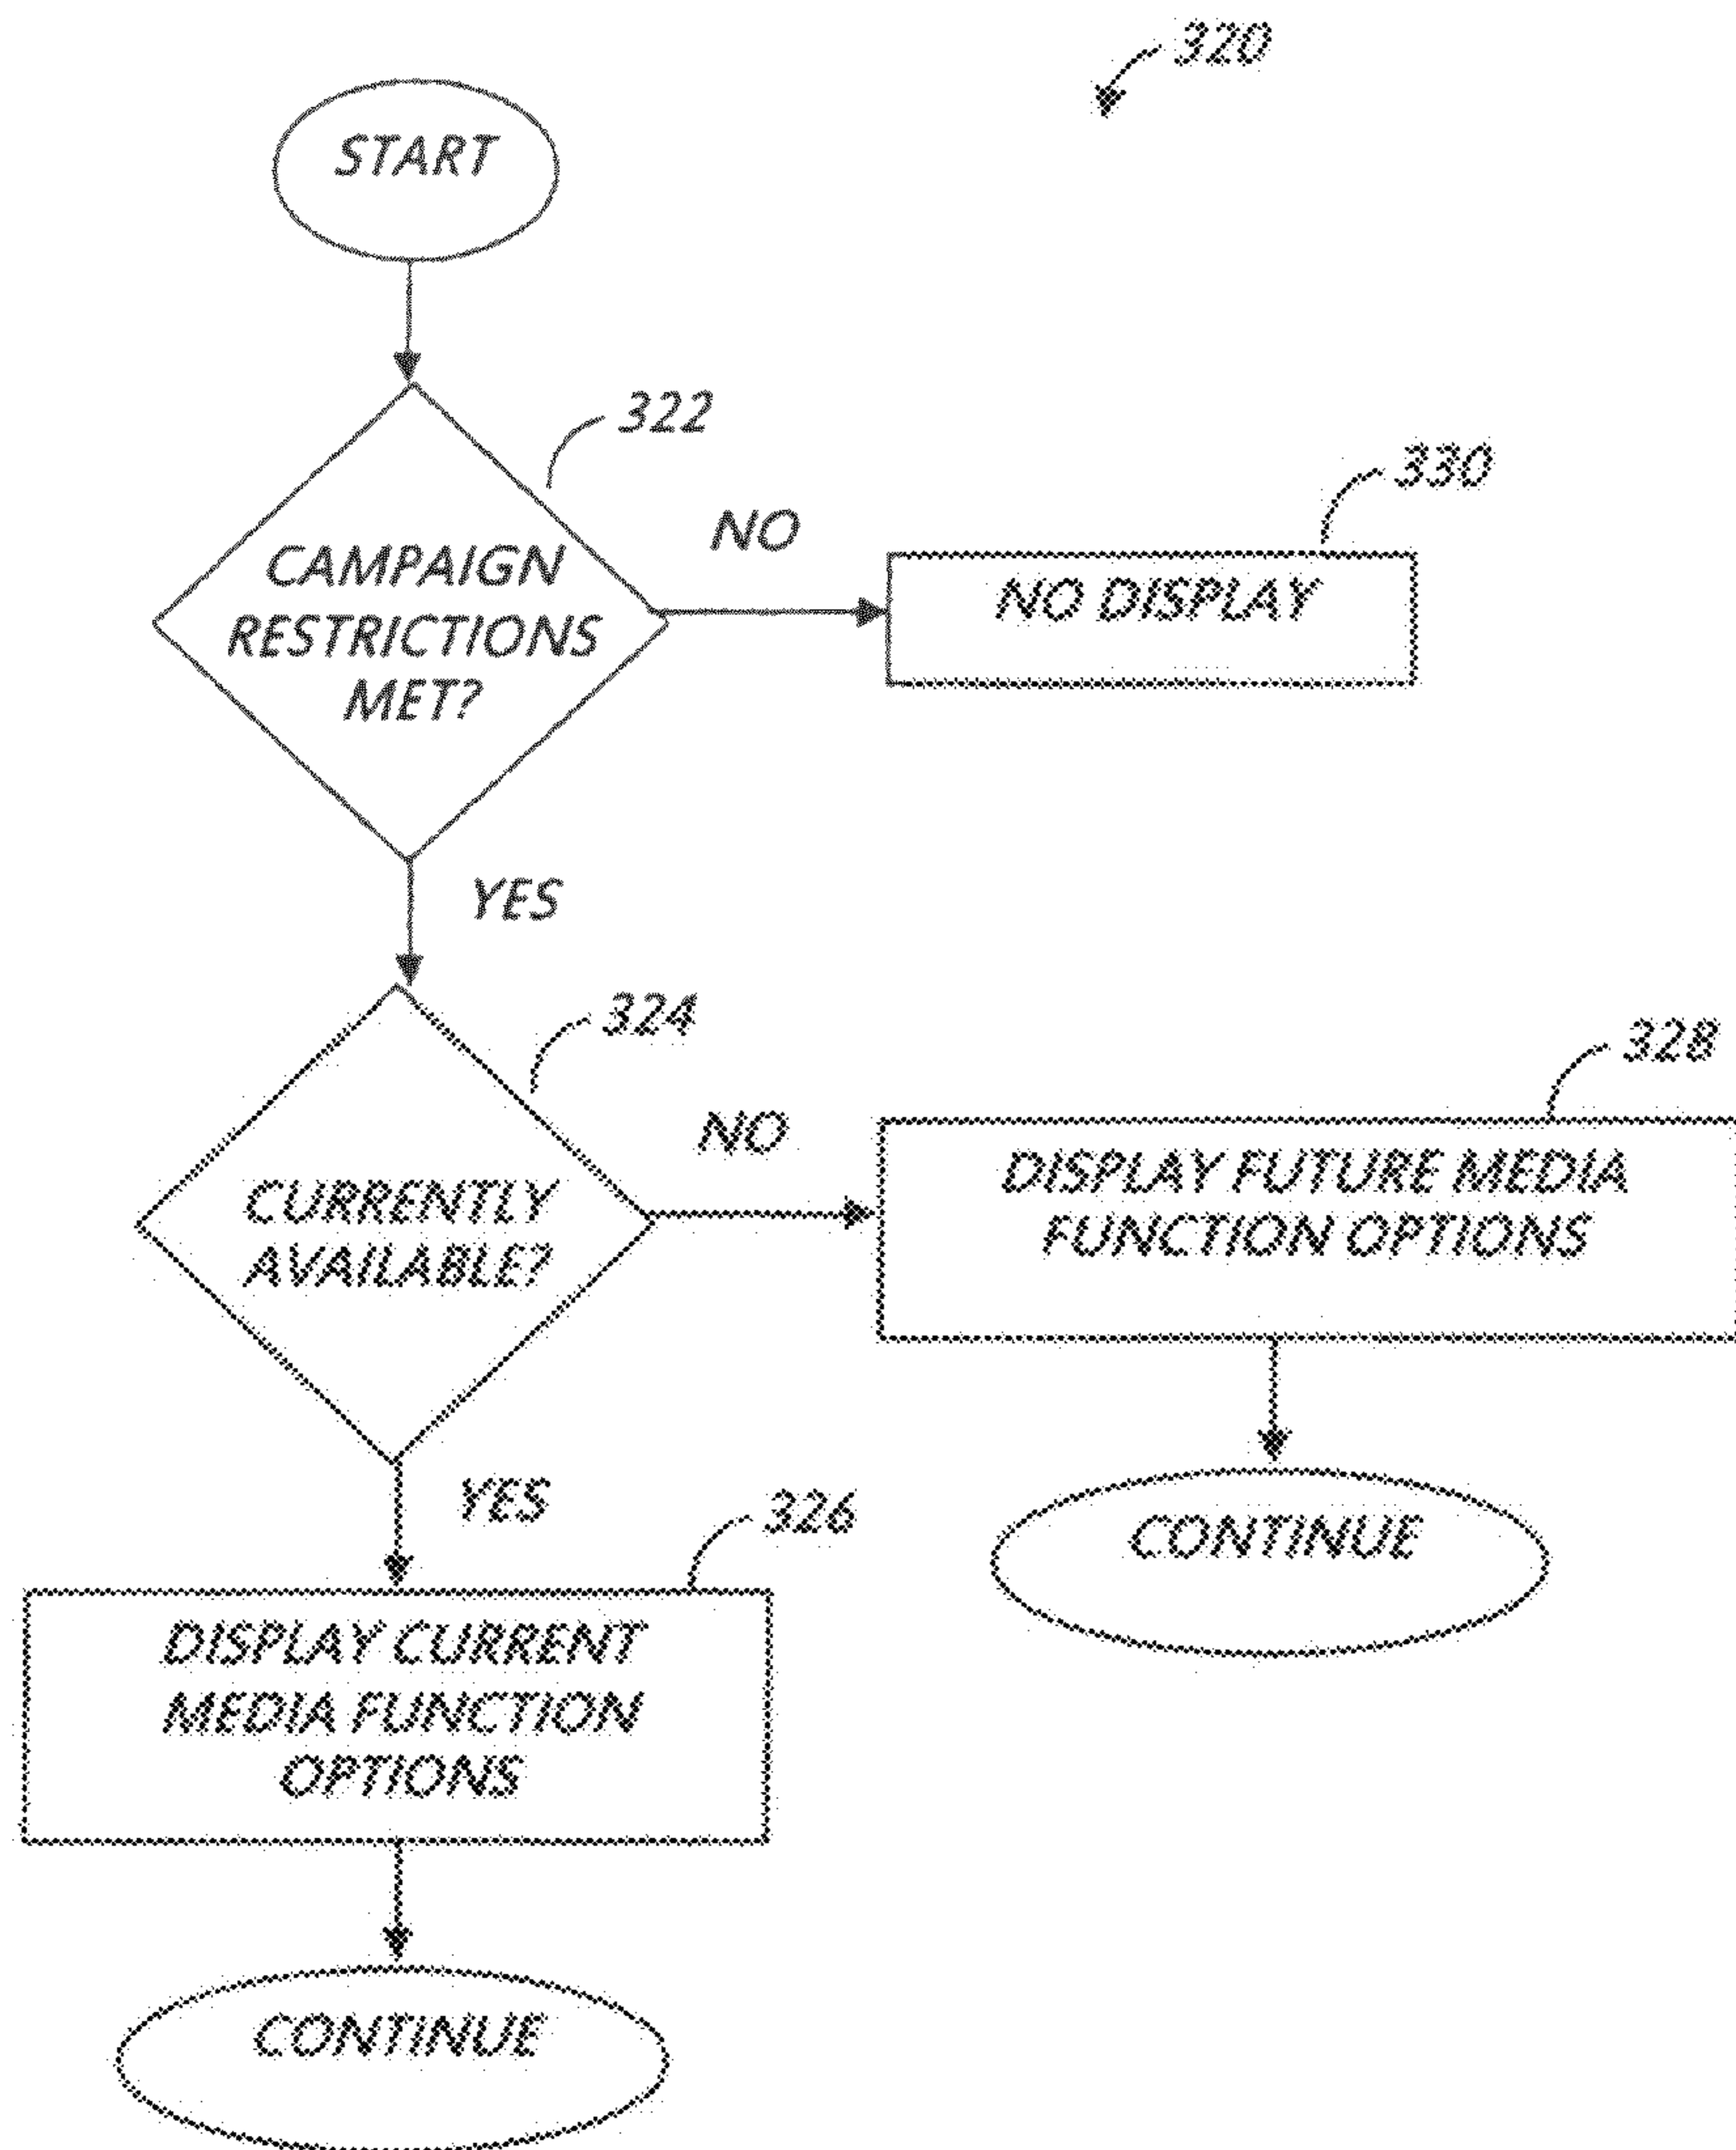 320
START
322
CAMPAIGN
RESTRICTIONS
MET?
NO
330
NO DISPLAY
YES
324
CURRENTLY
AVAILABLE?
NO
328
DISPLAY FUTURE MEDIA
FUNCTION OPTIONS
CONTINUE
YES
326
DISPLAY CURRENT
MEDIA FUNCTION
OPTIONS
CONTINUE